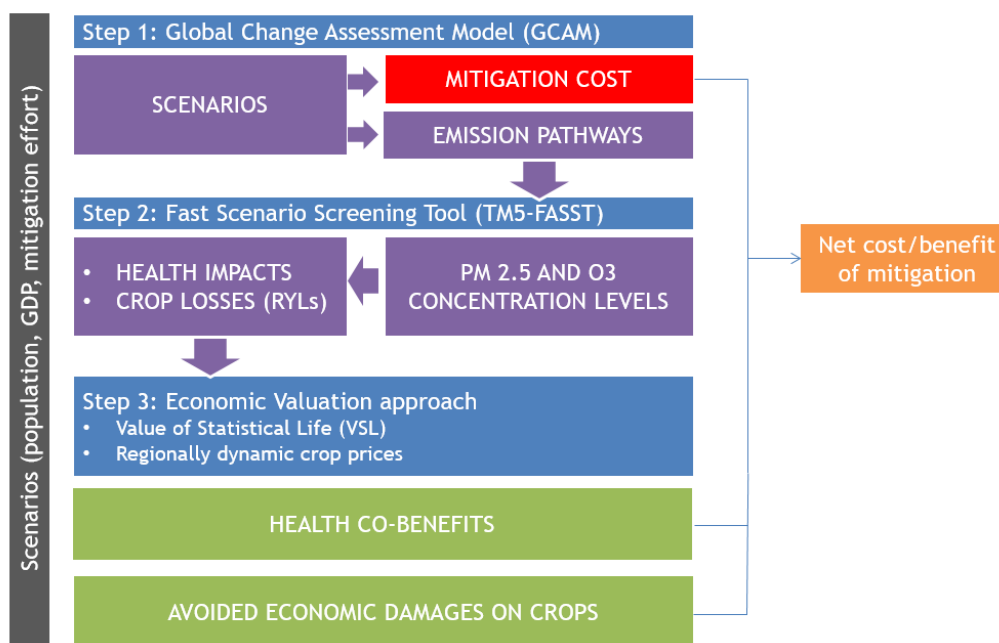 Scenarios (population, GDP, mitigation effort)
Step 1: Global Change Assessment Model (GCAM)
SCENARIOS
MITIGATION COST
EMISSION PATHWAYS
Step 2: Fast Scenario Screening Tool (TM5-FASST)
• HEALTH IMPACTS
• CROP LOSSES (RYLs)
PM 2.5 AND O3
CONCENTRATION LEVELS
Step 3: Economic Valuation approach
• Value of Statistical Life (VSL)
• Regionally dynamic crop prices
HEALTH CO-BENEFITS
AVOIDED ECONOMIC DAMAGES ON CROPS
Net cost/benefit
of mitigation